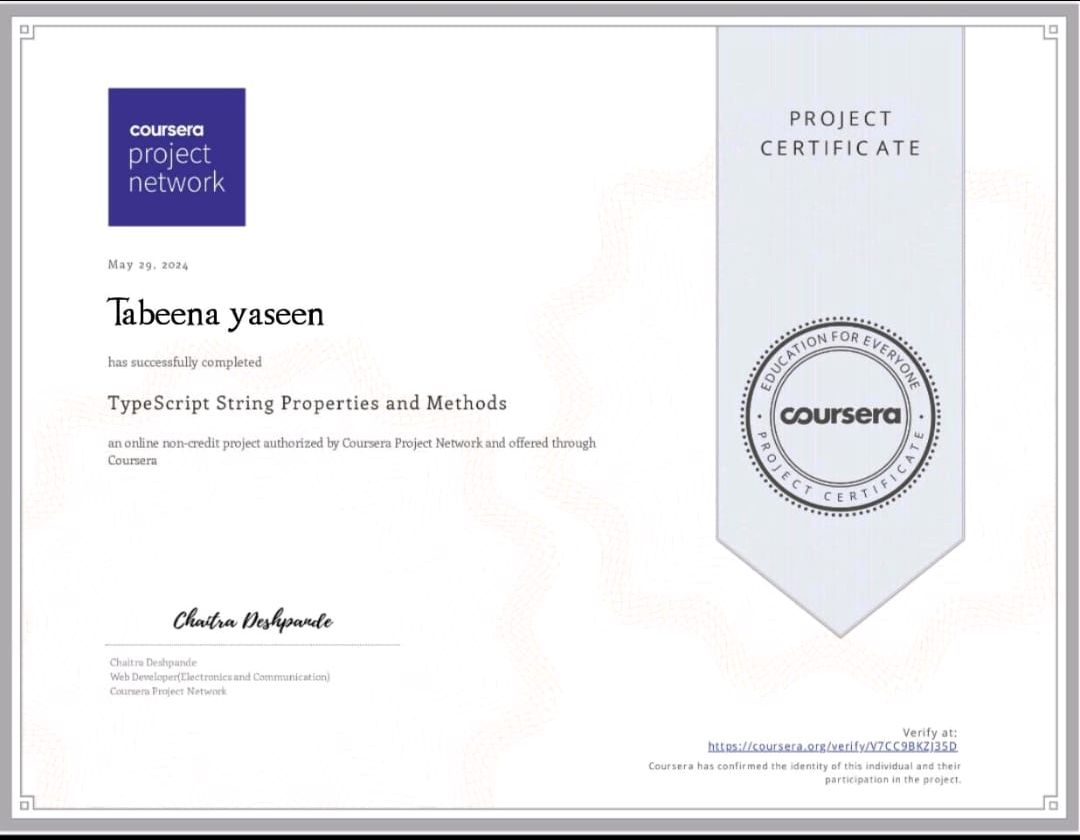 coursera
project
network
May 29, 2024
Tabeena yaseen
has successfully completed
TypeScript String Properties and Methods
an online non-credit project authorized by Coursera Project Network and offered through
Coursera
Chaitra Deshpande
Chaitra Deshpande
Web Developer(Electronics and Communication)
Coursera Project Network
PROJECT
CERTIFICATE
EDUCATION FOR EVERYONE
coursera
PROJECT CERTIFICATE
Verify at:
https://coursera.org/verify/V7CC9BKZJ35D
Coursera has confirmed the identity of this individual and their
participation in the project.